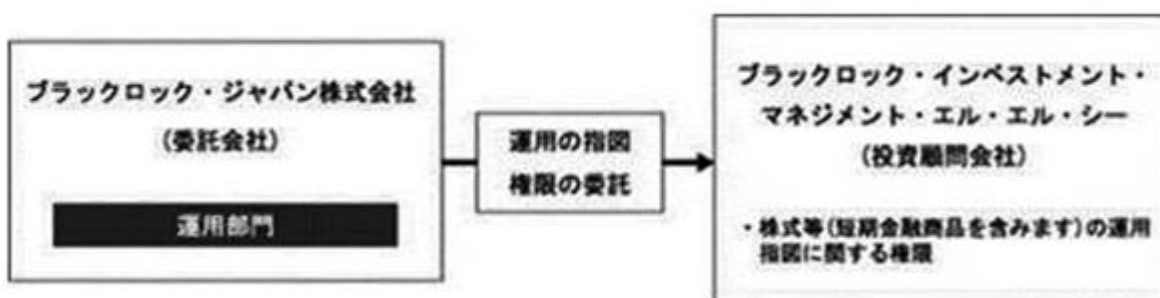 ブラックロック・ジャパン株式会社
(委託会社)
運用部門
運用の指図
権限の委託
ブラックロック・インベストメント・
マネジメント・エル・エル・シー
(投資顧問会社)
・株式等(短期金融商品を含みます)の運用
指図に関する権限